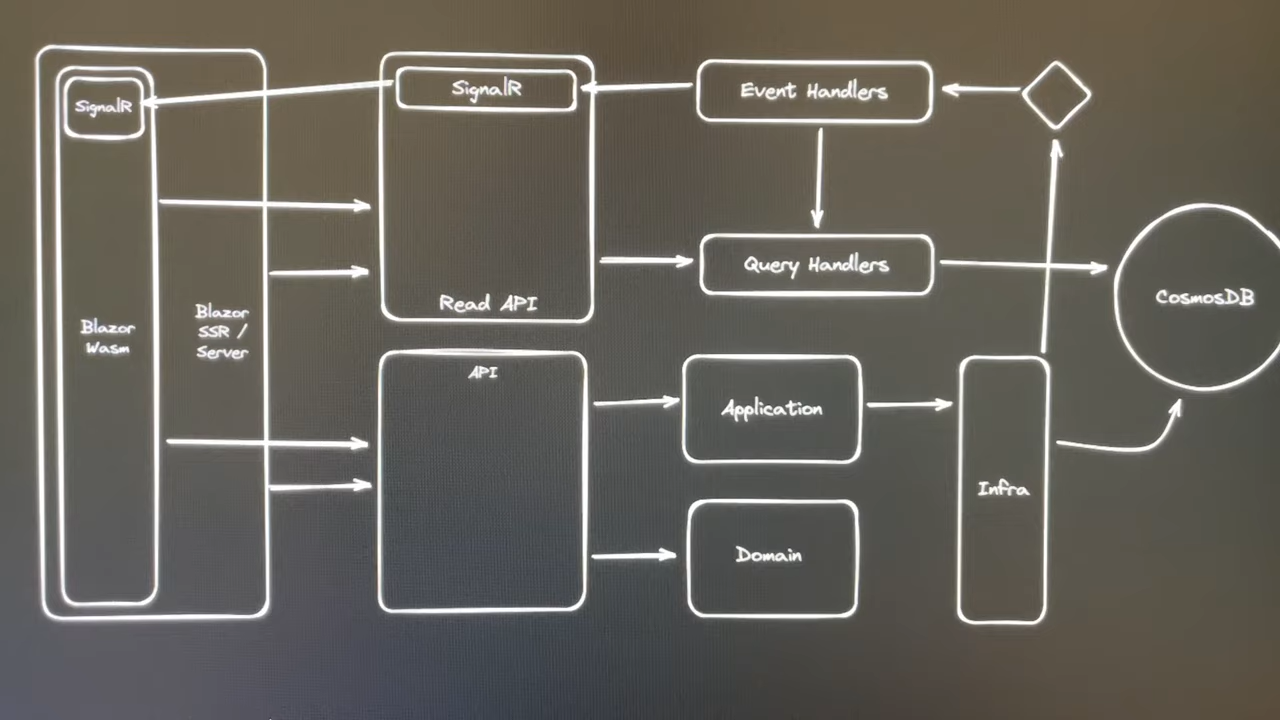 SignalR
SignalR
Event Handlers
Query Handlers
Read API
CosmosDB
Blazor
Wasm
Blazor
SSR /
Server
API
Application
Infra
Domain